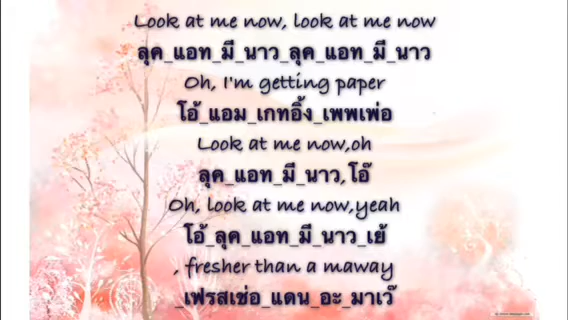 Look at me now, look at me now
ลุค_แอท_มี_นาว_ลุค_แอท_มี_นาว
Oh, I'm getting paper
โอ้_แอม_เกทอิ้ง_เพพเพ่อ
Look at me now,oh
ลุค_แอท_มี_นาว,โอ๊
Oh, look at me now,yeah
โอ้_ลุค_แอท_มี_นาว_เย้
, fresher than a maway
_เฟรสเช่อ_แดน_อะ_มาเว๊